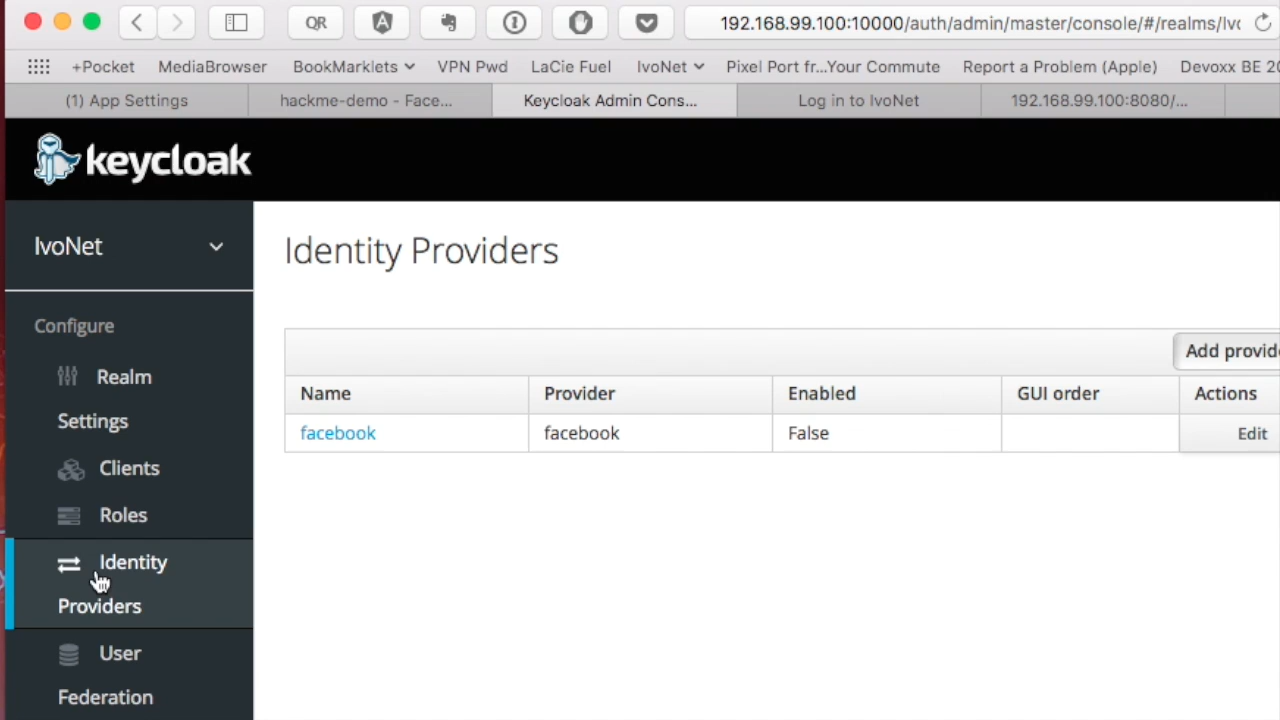 QR
192.168.99.100:10000/auth/admin/master/console/#/realms/Ivo
+Pocket MediaBrowser BookMarklets VPN Pwd LaCie Fuel IvoNet Pixel Port fr...Your Commute Report a Problem (Apple) Devoxx BE 20
(1) App Settings hackme-demo - Face... Keycloak Admin Cons... Log in to IvoNet 192.168.99.100:8080/...
keycloak
IvoNet
Identity Providers
Configure
Realm
Settings
Clients
Roles
Identity
Providers
User
Federation
Add provide
Name Provider Enabled GUI order Actions
facebook facebook False Edit